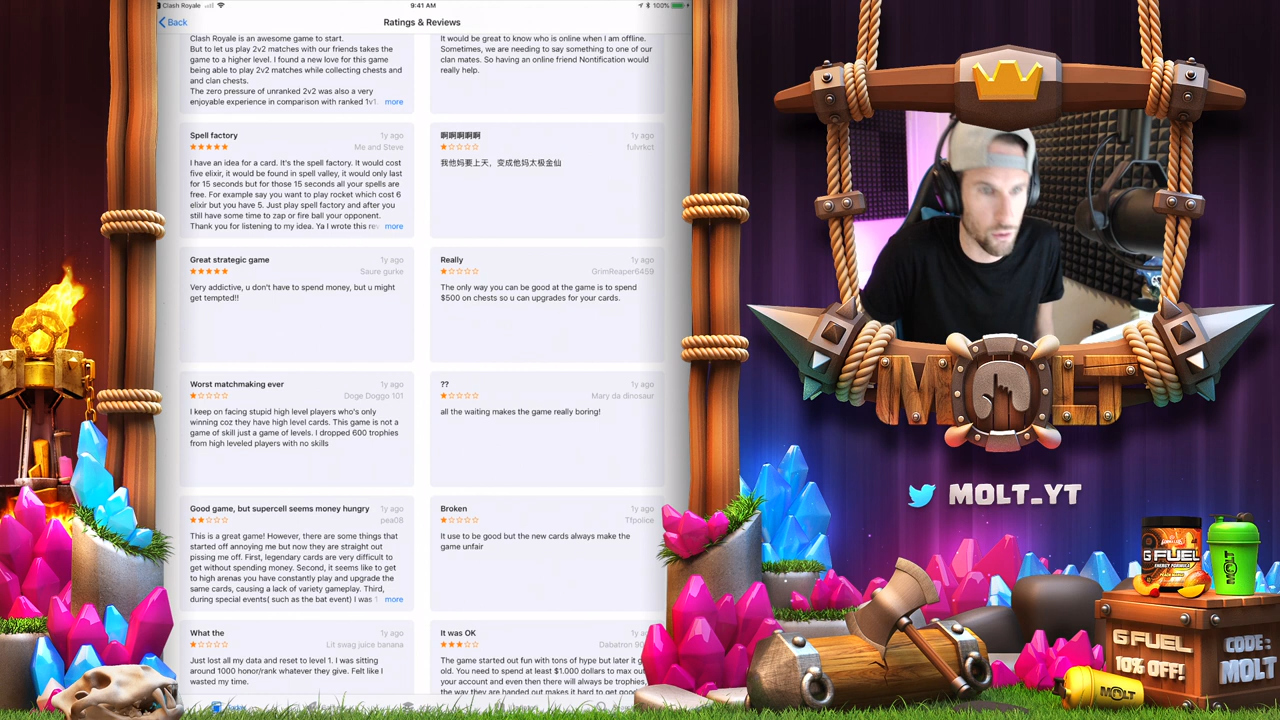 Clash Royale
9:41 AM
100%
Back
Ratings & Reviews
Clash Royale is an awesome game to start.
But to let us play 2v2 matches with our friends takes the
game to a higher level. I found a new love for this game
being able to play 2v2 matches while collecting chests and
and clan chests.
The zero pressure of unranked 2v2 was also a very
enjoyable experience in comparison with ranked 1v1 more
It would be great to know who is online when I am offline.
Sometimes, we are needing to say something to one of our
clan mates. So having an online friend Nontification would
really help.
Spell factory 1y ago
Me and Steve
I have an idea for a card. It's the spell factory. It would cost
five elixir, it would be found in spell valley, it would only last
for 15 seconds but for those 15 seconds all your spells are
free. For example say you want to play rocket which cost 6
elixir but you have 5. Just play spell factory and after you
still have some time to zap or fire ball your opponent.
Thank you for listening to my idea. Ya I wrote this rev more
啊啊啊啊啊 1y ago
fulvrkct
我他妈要上天，变成他妈太极金仙
Great strategic game 1y ago
Saure gurke
Very addictive, u don't have to spend money, but u might
get tempted!!
Really 1y ago
GrimReaper6459
The only way you can be good at the game is to spend
$500 on chests so u can upgrades for your cards.
Worst matchmaking ever 1y ago
Doge Doggo 101
I keep on facing stupid high level players who's only
winning coz they have high level cards. This game is not a
game of skill just a game of levels. I dropped 600 trophies
from high leveled players with no skills
?? 1y ago
Mary da dinosaur
all the waiting makes the game really boring!
Good game, but supercell seems money hungry 1y ago
pea08
This is a great game! However, there are some things that
started off annoying me but now they are straight out
pissing me off. First, legendary cards are very difficult to
get without spending money. Second, it seems like to get
to high arenas you have constantly play and upgrade the
same cards, causing a lack of variety gameplay. Third,
during special events( such as the bat event) I was more
Broken 1y ago
Tfpolice
It use to be good but the new cards always make the
game unfair
What the 1y ago
Lit swag juice banana
Just lost all my data and reset to level 1. I was sitting
around 1000 honor/rank whatever they give. Felt like I
wasted my time.
It was OK 1y
Dabatron
The game started out fun with tons of hype but later it
old. You need to spend at least $1.000 dollars to max
your account and even then there will always be trophies,
the way they are handed out makes it hard to get good
MOLT
MOLT_YT
G FUEL
ENERGY FORMULA
MOLT
G FUEL
10% OFF!
CODE:
MOLT
MOLT